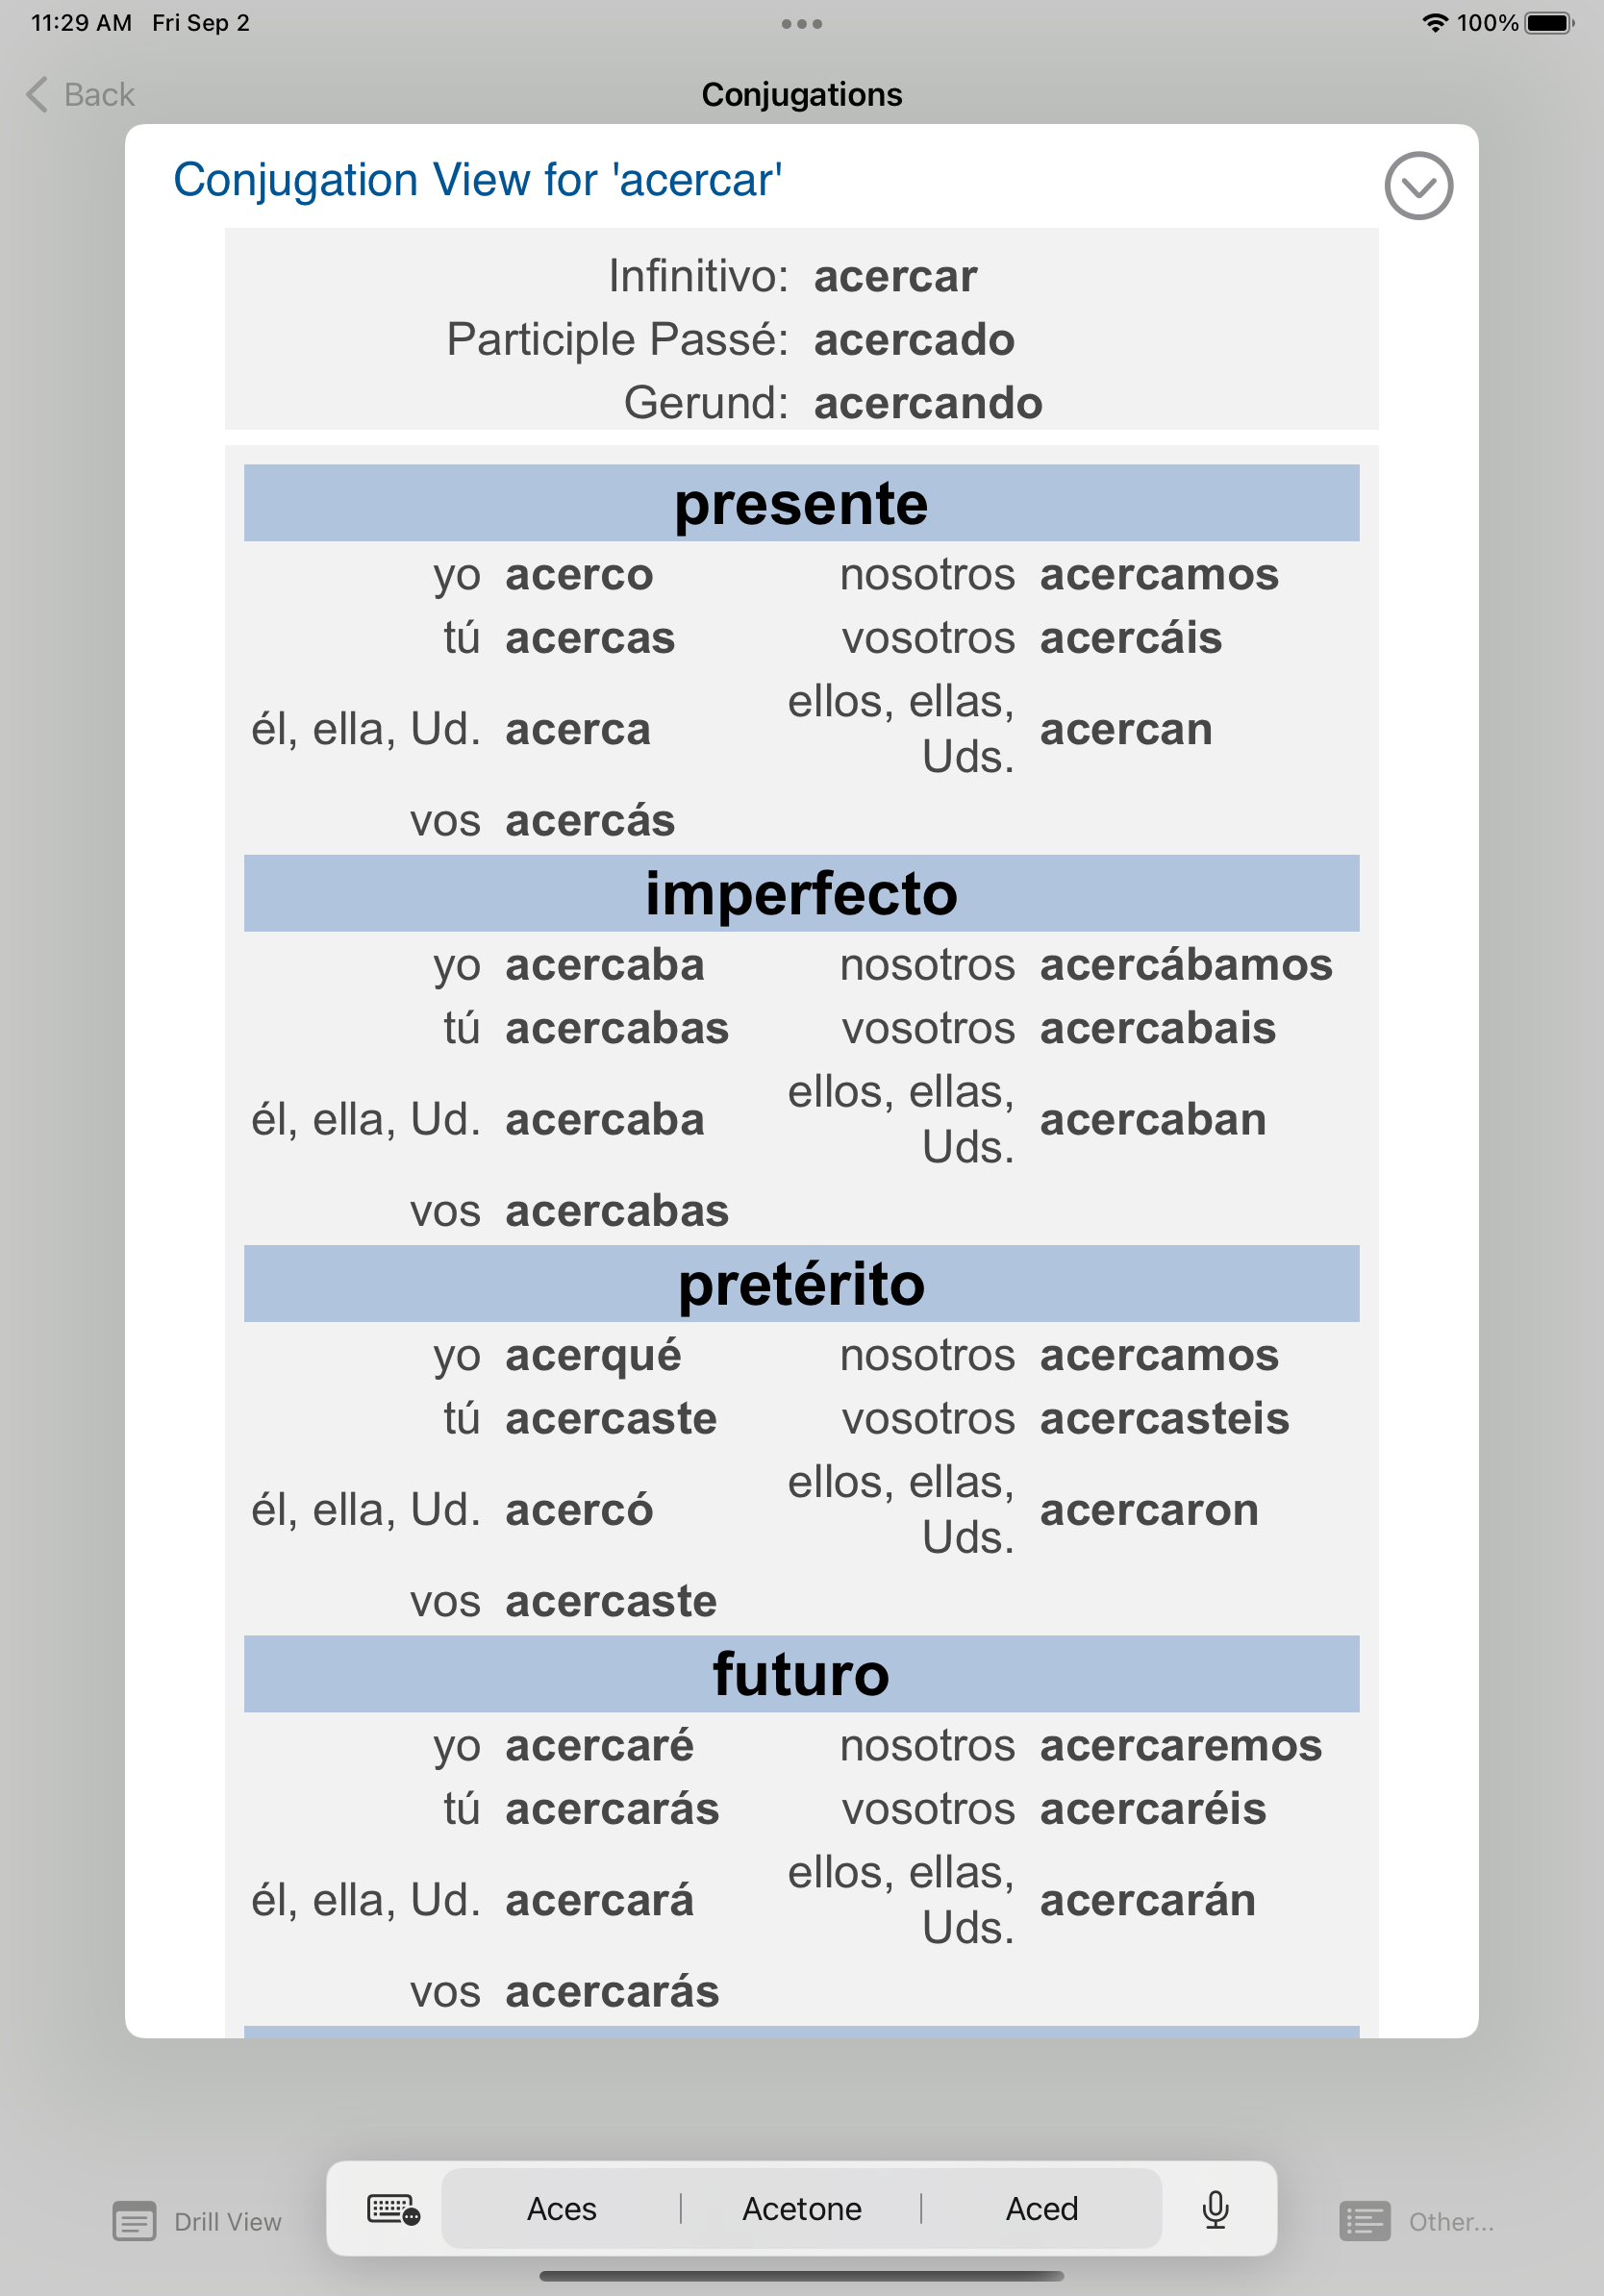 11:29 AM Fri Sep 2
100%
Back
Conjugations
Conjugation View for 'acercar'
Infinitivo: acercar
Participle Passé: acercado
Gerund: acercando
presente
yo acerco nosotros acercamos
tú acercas vosotros acercáis
él, ella, Ud. acerca ellos, ellas, Uds. acercan
vos acercás
imperfecto
yo acercaba nosotros acercábamos
tú acercabas vosotros acercabais
él, ella, Ud. acercaba ellos, ellas, Uds. acercaban
vos acercabas
pretérito
yo acerqué nosotros acercamos
tú acercaste vosotros acercasteis
él, ella, Ud. acercó ellos, ellas, Uds. acercaron
vos acercaste
futuro
yo acercaré nosotros acercaremos
tú acercarás vosotros acercaréis
él, ella, Ud. acercará ellos, ellas, Uds. acercarán
vos acercarás
Drill View
Aces
Acetone
Aced
Other...